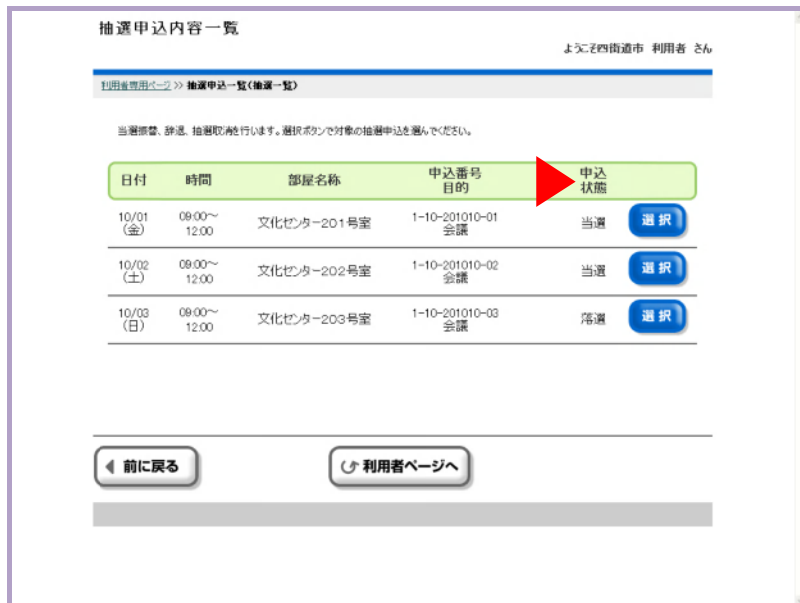 抽選申込内容一覧
ようこそ四街道市 利用者 さん
利用者専用ページ >> 抽選申込一覧(抽選一覧)
当選振替、辞退、抽選取消を行います。選択ボタンで対象の抽選申込を選んでください。
日付 時間 部屋名称 申込番号 申込
目的 状態
10/01 09:00～ 文化センター201号室 1-10-201010-01 当選 選択
(金) 12:00 会議
10/02 09:00～ 文化センター202号室 1-10-201010-02 当選 選択
(土) 12:00 会議
10/03 09:00～ 文化センター203号室 1-10-201010-03 落選 選択
(日) 12:00 会議
前に戻る 利用者ページへ